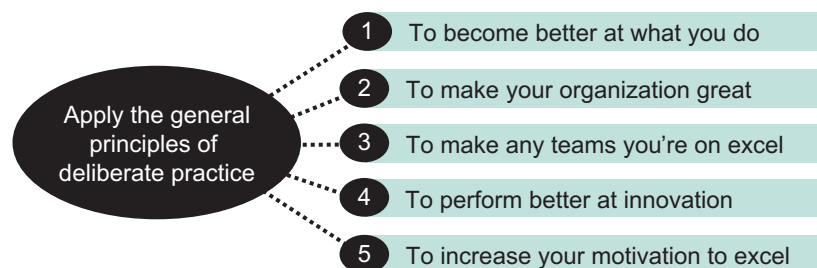 Apply the general
principles of
deliberate practice
1 To become better at what you do
2 To make your organization great
3 To make any teams you're on excel
4 To perform better at innovation
5 To increase your motivation to excel